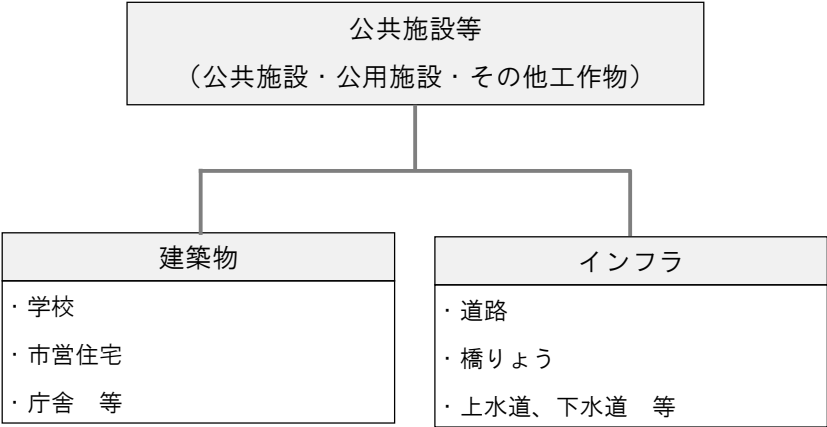 公共施設等
（公共施設・公用施設・その他工作物）
建築物
・学校
・市営住宅
・庁舎　等
インフラ
・道路
・橋りょう
・上水道、下水道　等